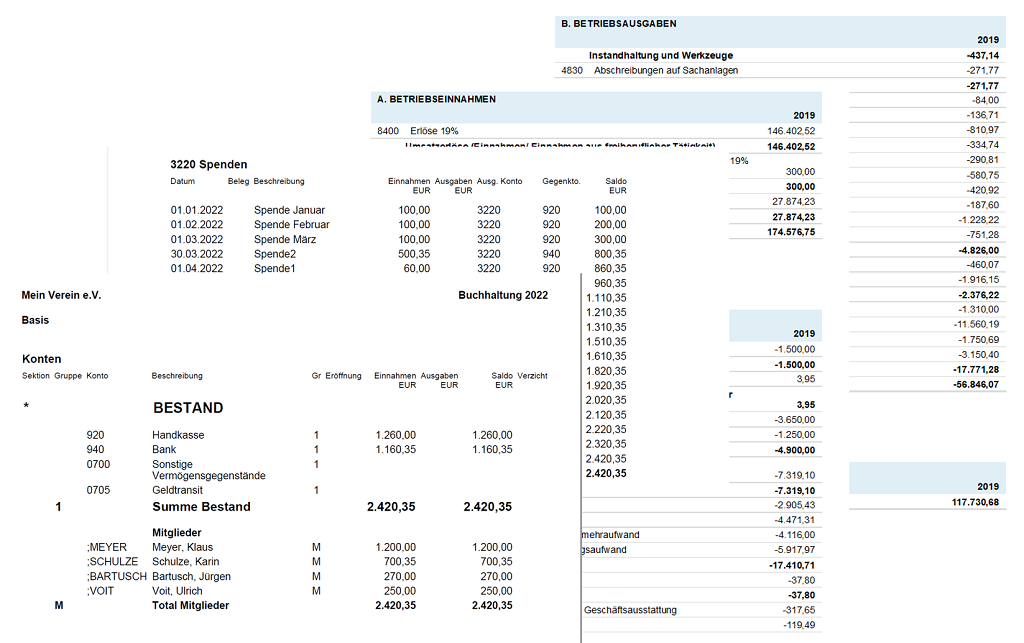 B. BETRIEBSAUSGABEN
2019
Instandhaltung und Werkzeuge -437,14
4830 Abschreibungen auf Sachanlagen -271,77
-271,77
-84,00
-136,71
-810,97
-334,74
-290,81
-580,75
-420,92
-187,60
-1.228,22
-751,28
-4.826,00
-460,07
-1.916,15
-2.376,22
-1.310,00
-11.560,19
-1.750,69
-3.150,40
-17.771,28
-56.846,07
2019
117.730,68
A. BETRIEBSEINNAHMEN
2019
8400 Erlöse 19% 146.402,52
Umsatzerlöse (Einnahmen/ Einnahmen aus freiberuflicher Tätigkeit) 146.402,52
19%
300,00
300,00
27.874,23
27.874,23
174.576,75
2019
-1.500,00
-1.500,00
3,95
r
3,95
-3.650,00
-1.250,00
-4.900,00
-7.319,10
-7.319,10
-2.905,43
-4.471,31
mehraufwand -4.116,00
gsaufwand -5.917,97
-17.410,71
-37,80
-37,80
Geschäftsausstattung -317,65
-119,49
3220 Spenden
Datum Beleg Beschreibung Einnahmen Ausgaben Ausg. Konto Gegenkto. Saldo
EUR EUR EUR
01.01.2022 Spende Januar 100,00 3220 920 100,00
01.02.2022 Spende Februar 100,00 3220 920 200,00
01.03.2022 Spende März 100,00 3220 920 300,00
30.03.2022 Spende2 500,35 3220 940 800,35
01.04.2022 Spende1 60,00 3220 920 860,35
960,35
1.110,35
1.210,35
1.310,35
1.510,35
1.610,35
1.820,35
1.920,35
2.020,35
2.120,35
2.220,35
2.320,35
2.420,35
2.420,35
Mein Verein e.V. Buchhaltung 2022
Basis
Konten
Sektion Gruppe Konto Beschreibung Gr Eröffnung Einnahmen Ausgaben Saldo Verzicht
EUR EUR EUR
* BESTAND
920 Handkasse 1 1.260,00 1.260,00
940 Bank 1 1.160,35 1.160,35
0700 Sonstige 1
Vermögensgegenstände
0705 Geldtransit 1
1 Summe Bestand 2.420,35 2.420,35
Mitglieder
;MEYER Meyer, Klaus M 1.200,00 1.200,00
;SCHULZE Schulze, Karin M 700,35 700,35
;BARTUSCH Bartusch, Jürgen M 270,00 270,00
;VOIT Voit, Ulrich M 250,00 250,00
M Total Mitglieder 2.420,35 2.420,35